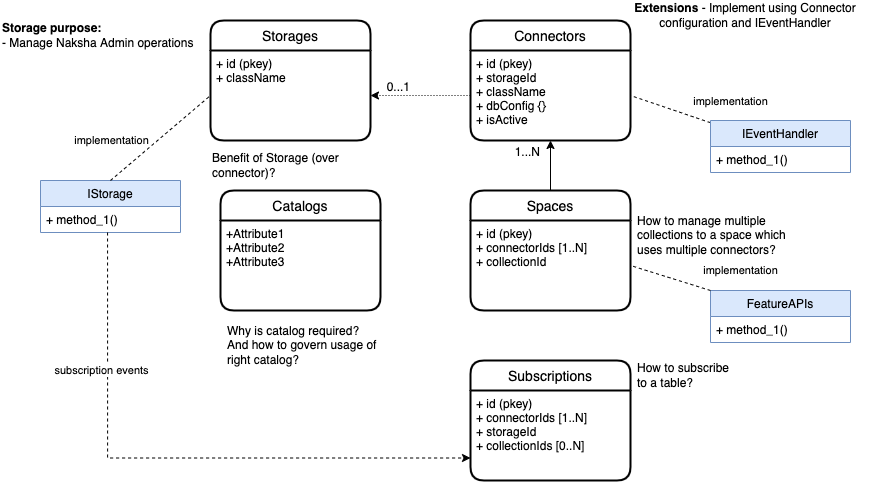 Storage purpose:
- Manage Naksha Admin operations
Storages
+ id (pkey)
+ className
Connectors
+ id (pkey)
+ storageId
+ className
+ dbConfig {}
+ isActive
Extensions - Implement using Connector
configuration and IEventHandler
0...1
implementation
implementation
IEventHandler
+ method_1()
1...N
Benefit of Storage (over
connector)?
IStorage
+ method_1()
Catalogs
+Attribute1
+Attribute2
+Attribute3
Spaces
+ id (pkey)
+ connectorIds [1..N]
+ collectionId
How to manage multiple
collections to a space which
uses multiple connectors?
implementation
FeatureAPIs
+ method_1()
Why is catalog required?
And how to govern usage of
right catalog?
subscription events
Subscriptions
+ id (pkey)
+ connectorIds [1..N]
+ storageId
+ collectionIds [0..N]
How to subscribe
to a table?